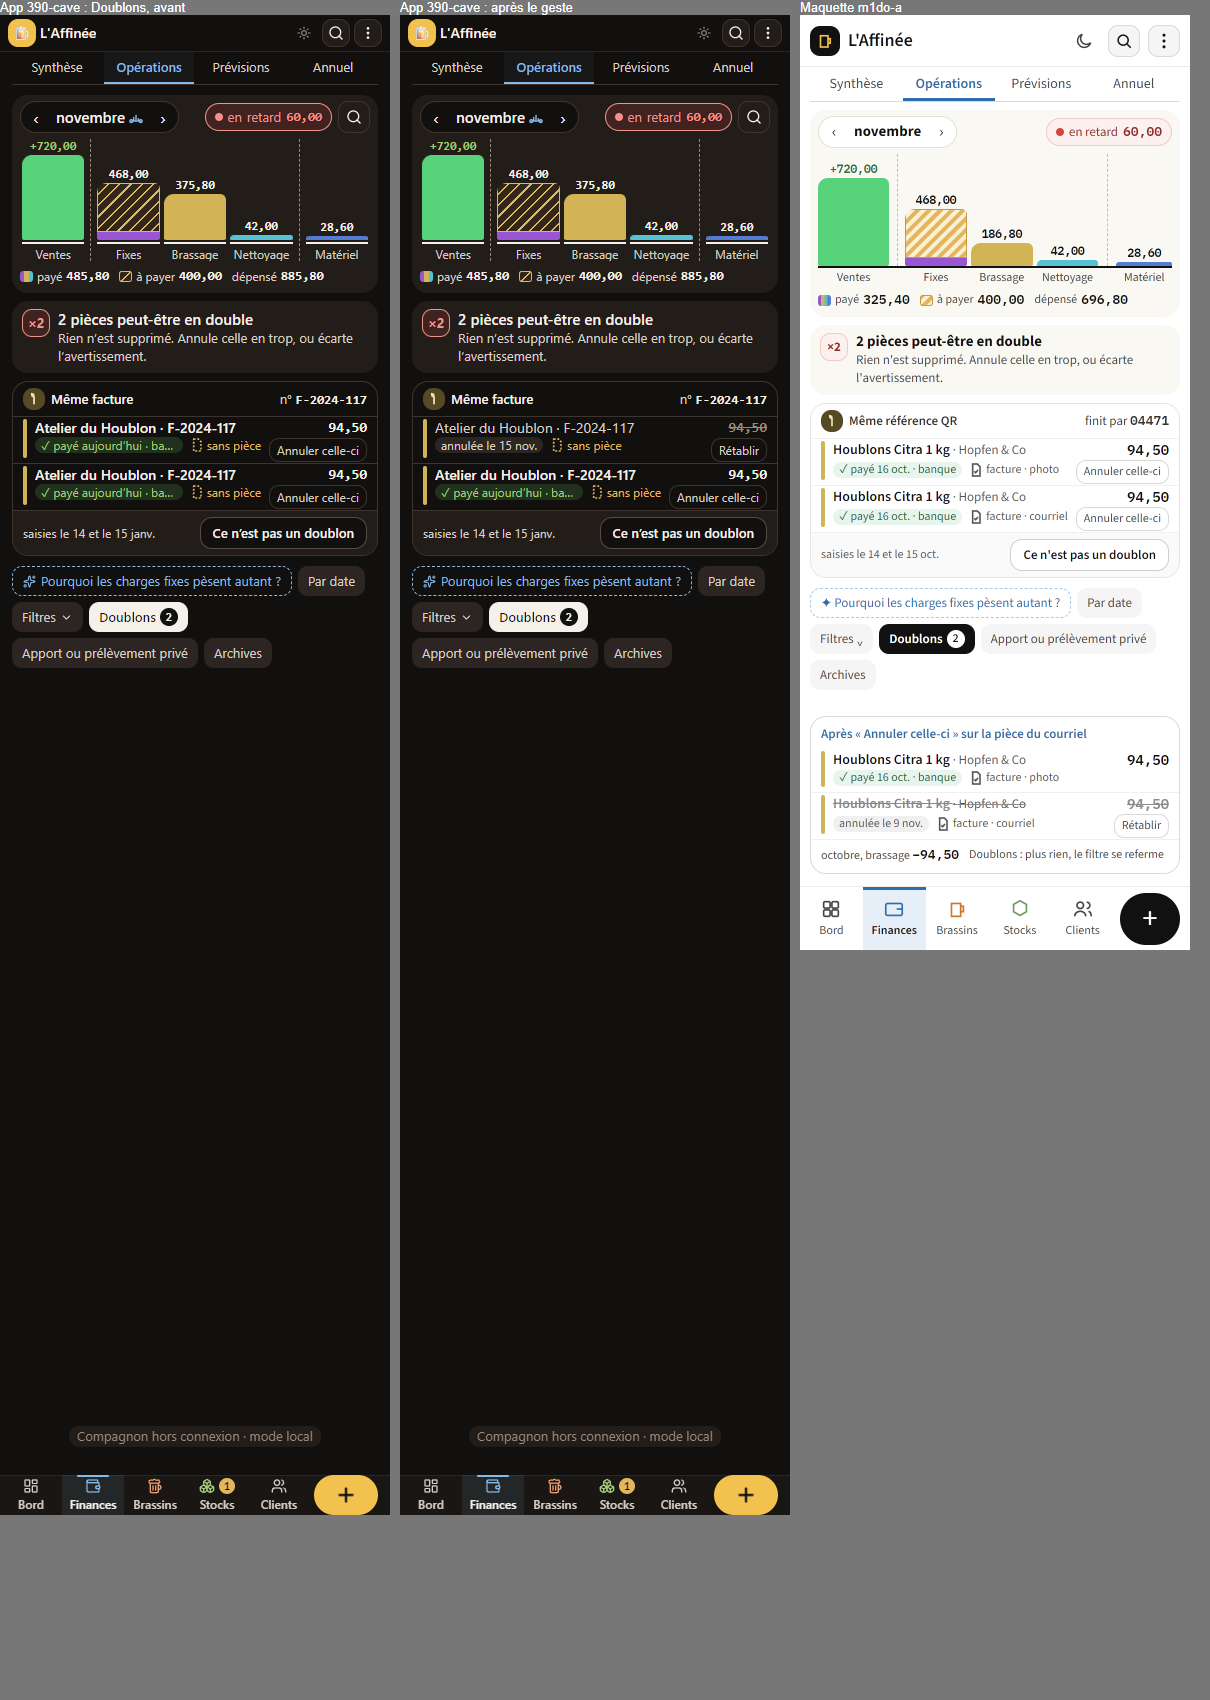 App 390-cave : Doublons, avant
L'Affinée
Synthèse Opérations Prévisions Annuel
‹ novembre › en retard 60,00
+720,00
468,00
375,80
42,00
28,60
Ventes Fixes Brassage Nettoyage Matériel
payé 485,80 à payer 400,00 dépensé 885,80
×2 2 pièces peut-être en double
Rien n'est supprimé. Annule celle en trop, ou écarte
l'avertissement.
Même facture n° F-2024-117
Atelier du Houblon · F-2024-117 94,50
✓ payé aujourd'hui · ba... sans pièce Annuler celle-ci
Atelier du Houblon · F-2024-117 94,50
✓ payé aujourd'hui · ba... sans pièce Annuler celle-ci
saisies le 14 et le 15 janv. Ce n'est pas un doublon
Pourquoi les charges fixes pèsent autant ? Par date
Filtres Doublons 2
Apport ou prélèvement privé Archives
Compagnon hors connexion · mode local
Bord Finances Brassins Stocks 1 Clients +
App 390-cave : après le geste
L'Affinée
Synthèse Opérations Prévisions Annuel
‹ novembre › en retard 60,00
+720,00
468,00
375,80
42,00
28,60
Ventes Fixes Brassage Nettoyage Matériel
payé 485,80 à payer 400,00 dépensé 885,80
×2 2 pièces peut-être en double
Rien n'est supprimé. Annule celle en trop, ou écarte
l'avertissement.
Même facture n° F-2024-117
Atelier du Houblon · F-2024-117 94,50
annulée le 15 nov. sans pièce Rétablir
Atelier du Houblon · F-2024-117 94,50
✓ payé aujourd'hui · ba... sans pièce Annuler celle-ci
saisies le 14 et le 15 janv. Ce n'est pas un doublon
Pourquoi les charges fixes pèsent autant ? Par date
Filtres Doublons 2
Apport ou prélèvement privé Archives
Compagnon hors connexion · mode local
Bord Finances Brassins Stocks 1 Clients +
Maquette m1do-a
L'Affinée
Synthèse Opérations Prévisions Annuel
‹ novembre › en retard 60,00
+720,00
468,00
186,80
42,00
28,60
Ventes Fixes Brassage Nettoyage Matériel
payé 325,40 à payer 400,00 dépensé 696,80
×2 2 pièces peut-être en double
Rien n'est supprimé. Annule celle en trop, ou écarte
l'avertissement.
Même référence QR finit par 04471
Houblons Citra 1 kg · Hopfen & Co 94,50
✓ payé 16 oct. · banque facture · photo Annuler celle-ci
Houblons Citra 1 kg · Hopfen & Co 94,50
✓ payé 16 oct. · banque facture · courriel Annuler celle-ci
saisies le 14 et le 15 oct. Ce n'est pas un doublon
Pourquoi les charges fixes pèsent autant ? Par date
Filtres Doublons 2 Apport ou prélèvement privé
Archives
Après « Annuler celle-ci » sur la pièce du courriel
Houblons Citra 1 kg · Hopfen & Co 94,50
✓ payé 16 oct. · banque facture · photo
Houblons Citra 1 kg · Hopfen & Co 94,50
annulée le 9 nov. facture · courriel Rétablir
octobre, brassage −94,50 Doublons : plus rien, le filtre se referme
Bord Finances Brassins Stocks Clients +